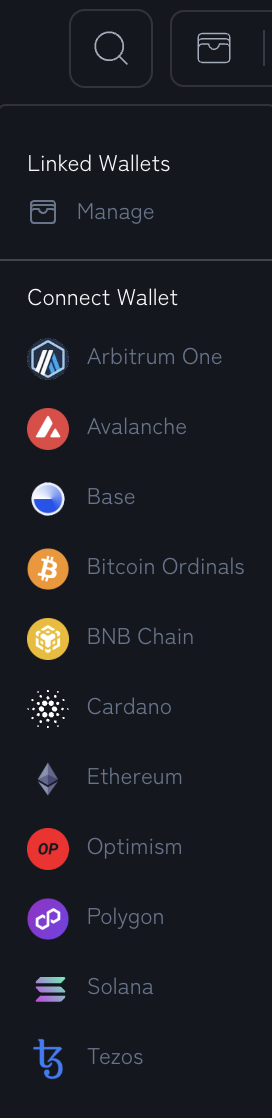 Linked Wallets
Manage
Connect Wallet
Arbitrum One
Avalanche
Base
Bitcoin Ordinals
BNB Chain
Cardano
Ethereum
OP Optimism
Polygon
Solana
Tezos